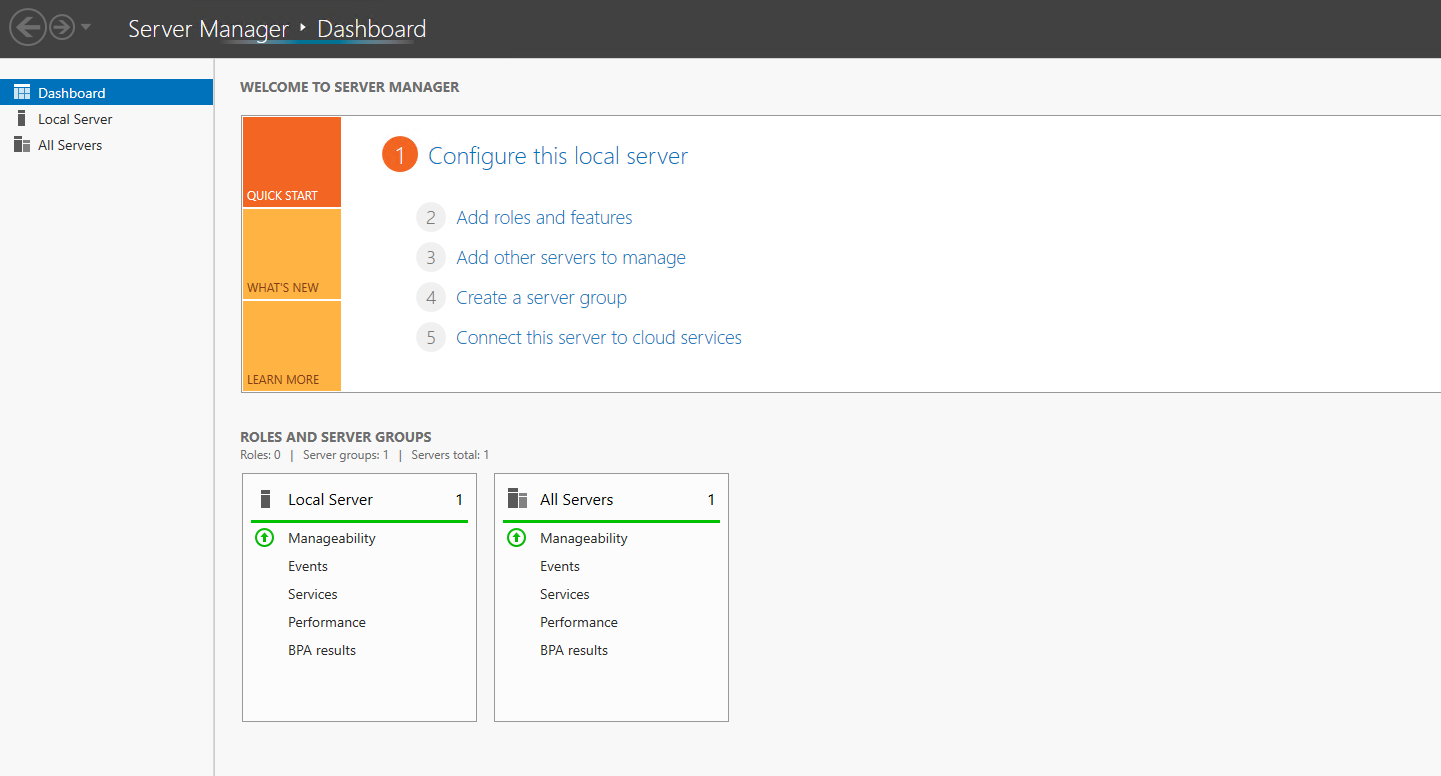 Server Manager ‣ Dashboard
Dashboard
Local Server
All Servers
WELCOME TO SERVER MANAGER
QUICK START
WHAT'S NEW
LEARN MORE
1 Configure this local server
2 Add roles and features
3 Add other servers to manage
4 Create a server group
5 Connect this server to cloud services
ROLES AND SERVER GROUPS
Roles: 0 | Server groups: 1 | Servers total: 1
Local Server 1
Manageability
Events
Services
Performance
BPA results
All Servers 1
Manageability
Events
Services
Performance
BPA results